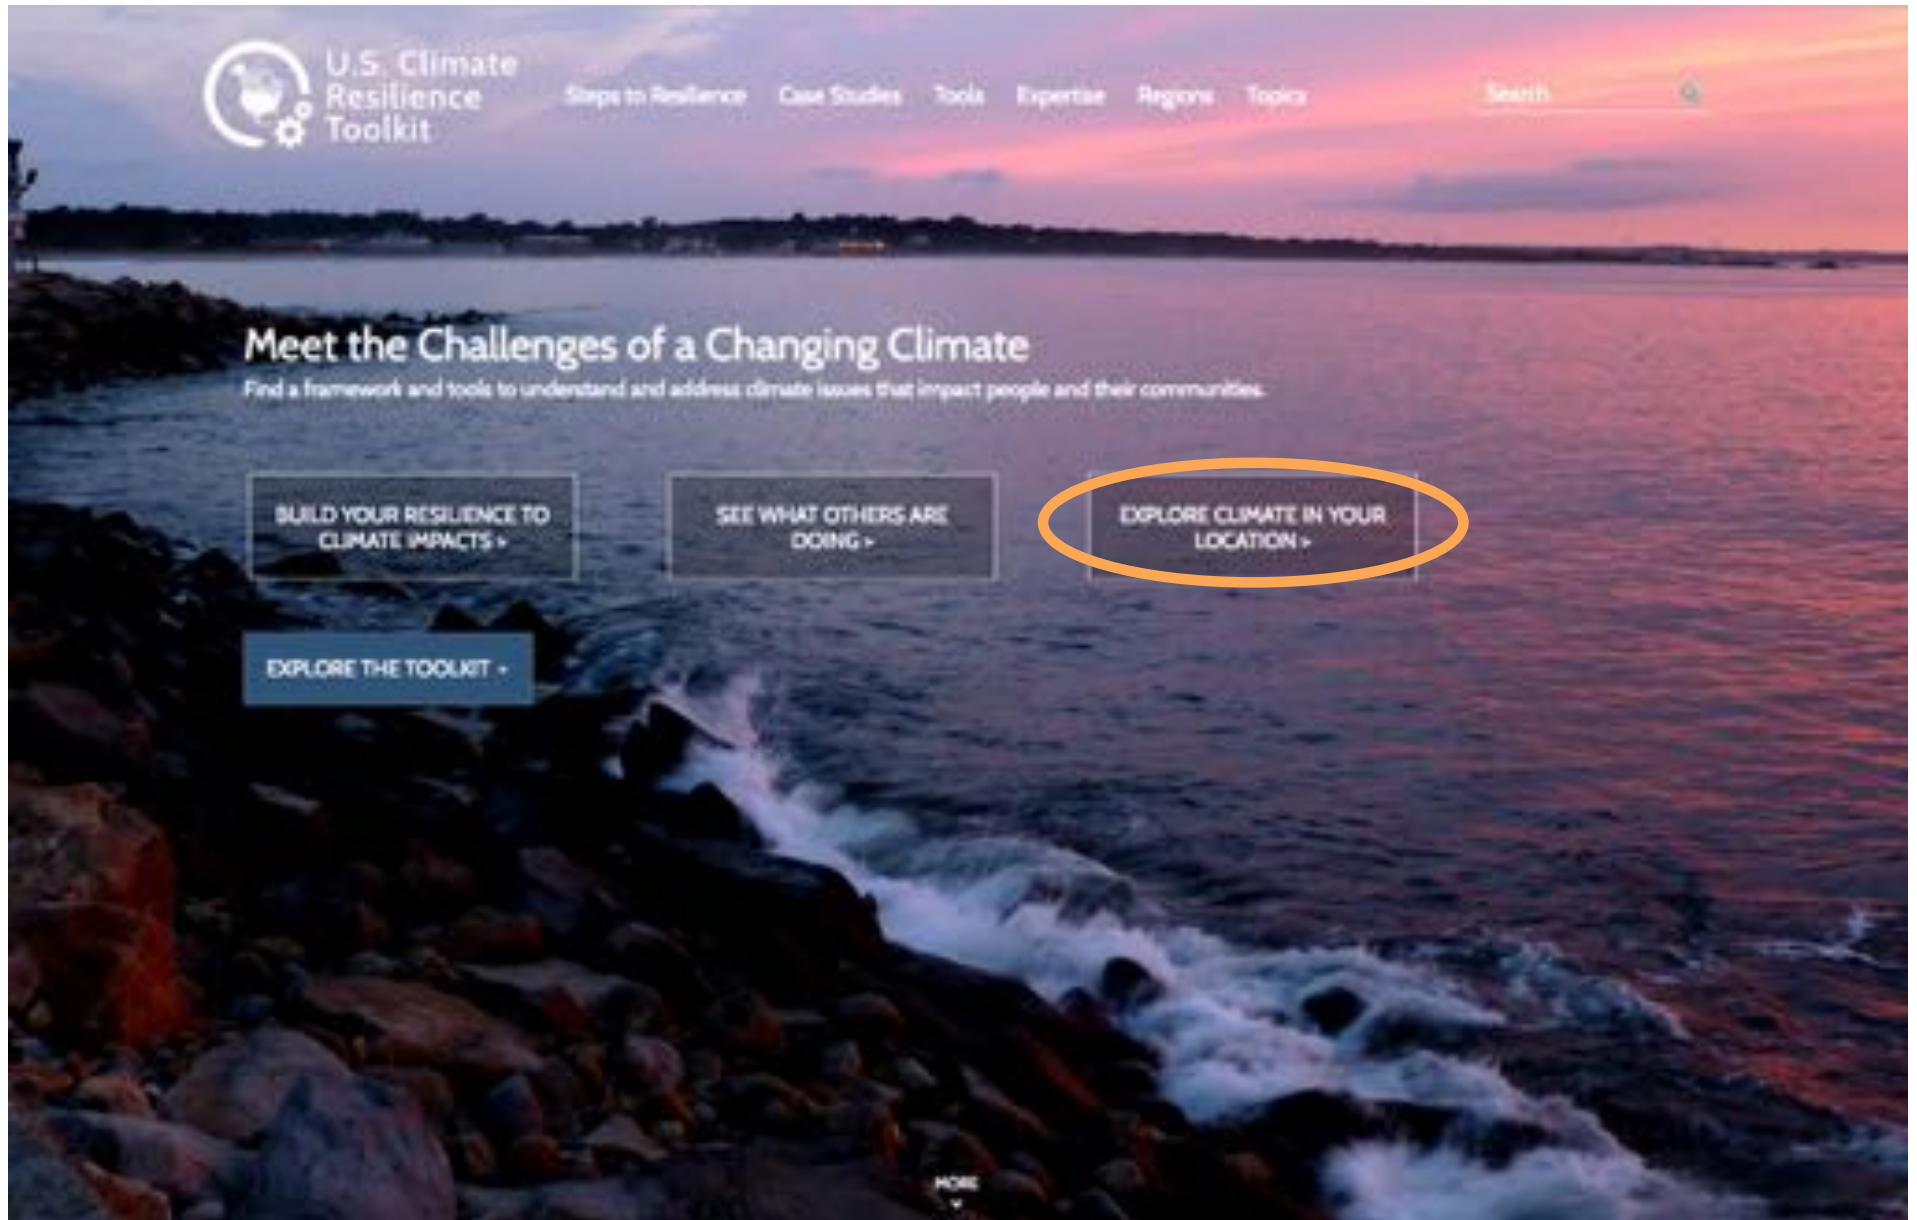 U.S. Climate
Resilience
Toolkit
Steps to Resilience Case Studies Tools Expertise Regions Topics Search
Meet the Challenges of a Changing Climate
Find a framework and tools to understand and address climate issues that impact people and their communities.
BUILD YOUR RESILIENCE TO
CLIMATE IMPACTS >
SEE WHAT OTHERS ARE
DOING >
EXPLORE CLIMATE IN YOUR
LOCATION >
EXPLORE THE TOOLKIT >
MORE